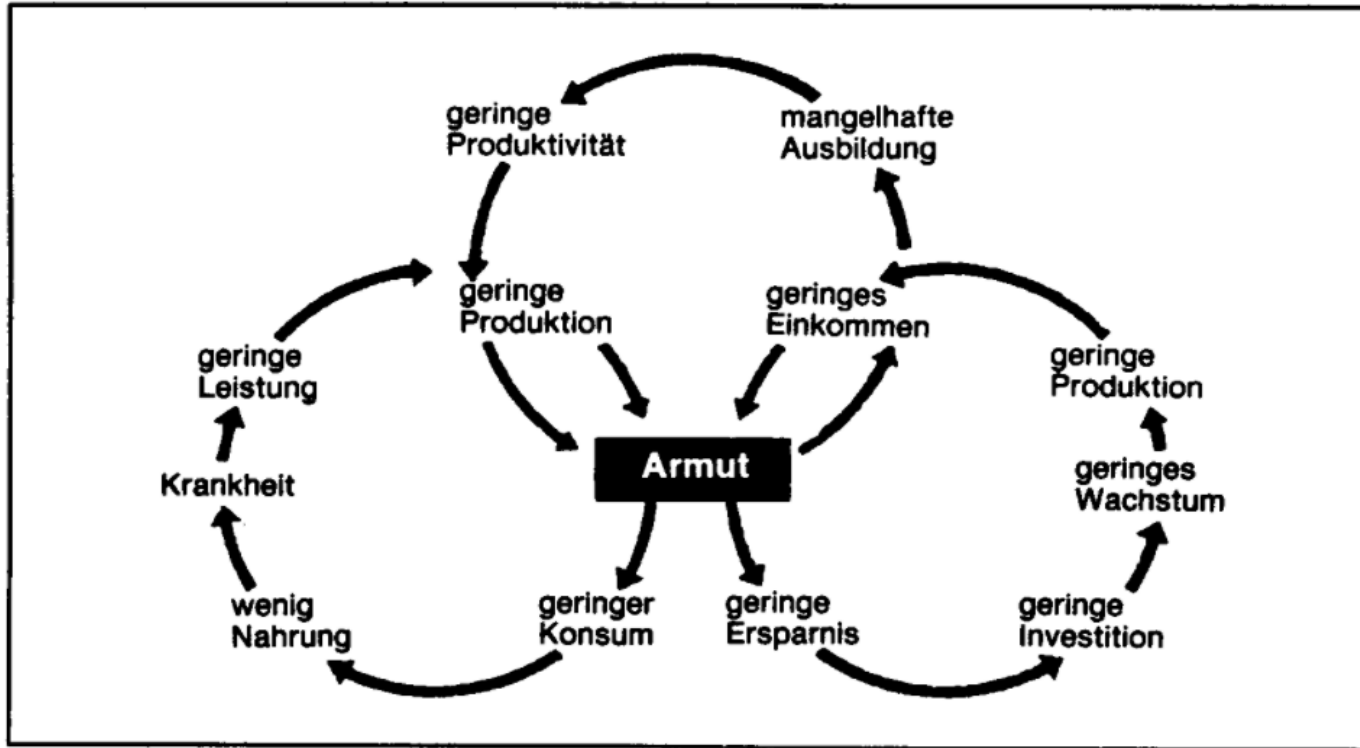 geringe
Produktivität
mangelhafte
Ausbildung
geringe
Produktion
geringes
Einkommen
geringe
Leistung
geringe
Produktion
Armut
Krankheit
geringes
Wachstum
wenig
Nahrung
geringer
Konsum
geringe
Ersparnis
geringe
Investition